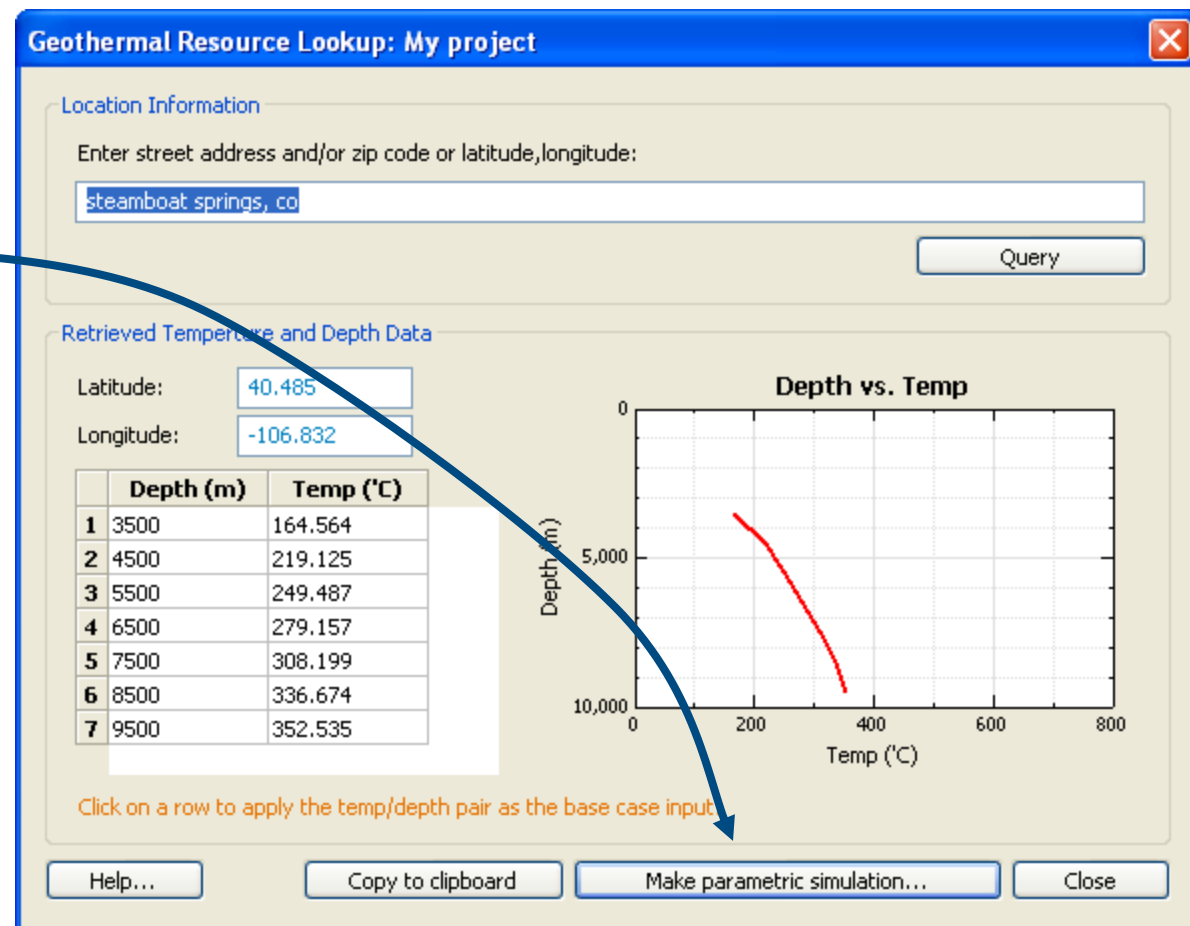 Geothermal Resource Lookup: My project
Location Information
Enter street address and/or zip code or latitude,longitude:
steamboat springs, co
Query
Retrieved Temperture and Depth Data
Latitude: 40.485
Longitude: -106.832
Depth (m) Temp ('C)
1 3500 164.564
2 4500 219.125
3 5500 249.487
4 6500 279.157
5 7500 308.199
6 8500 336.674
7 9500 352.535
Depth vs. Temp
0
5,000
10,000
Depth (m)
0 200 400 600 800
Temp ('C)
Click on a row to apply the temp/depth pair as the base case input
Help... Copy to clipboard Make parametric simulation... Close